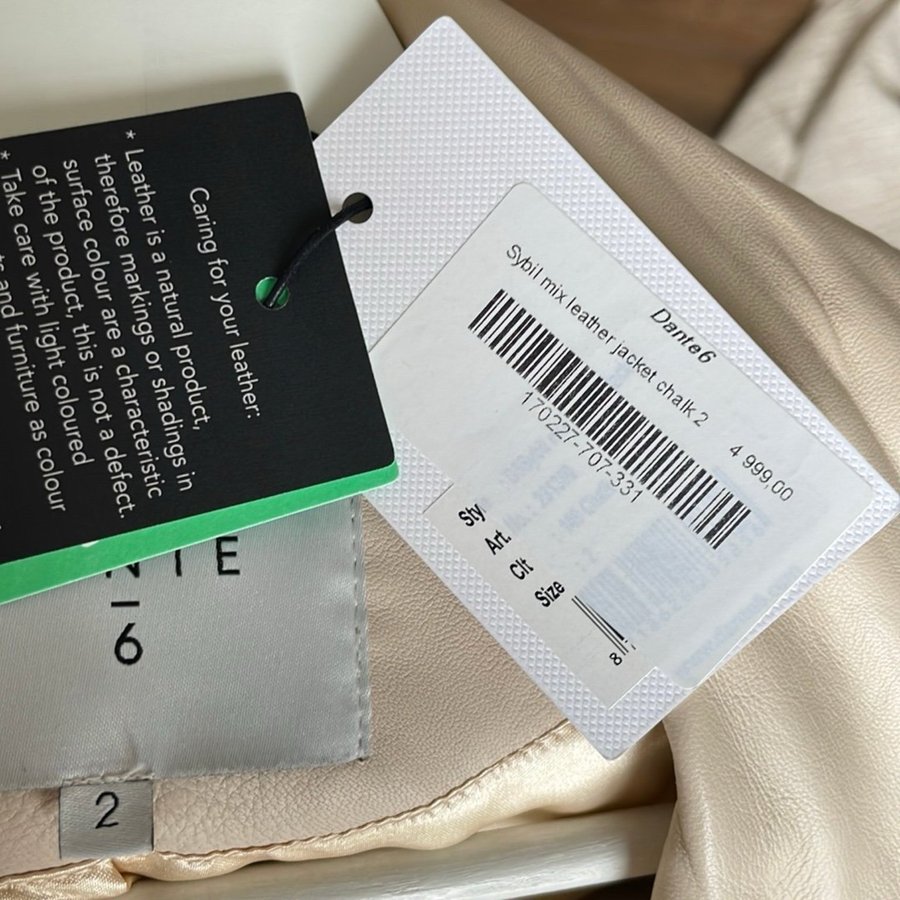 Caring for your leather:
* Leather is a natural product,
therefore markings or shadings in
surface colour are a characteristic
of the product, this is not a defect.
* Take care with light coloured
and furniture as colour
Dante6
Sybil mix leather jacket chalk 2
4 999,00
170227-707-331
Sty
Art.
Clt
Size
8
NTE
6
2